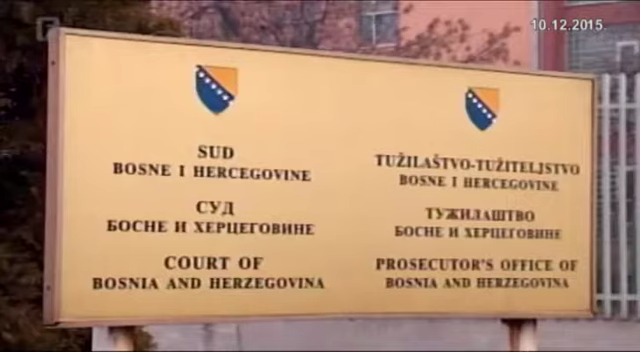 10.12.2015.
SUD
BOSNE I HERCEGOVINE
СУД
БОСНЕ И ХЕРЦЕГОВИНЕ
COURT OF
BOSNIA AND HERZEGOVINA
TUŽILAŠTVO-TUŽITELJSTVO
BOSNE I HERCEGOVINE
ТУЖИЛАШТВО
БОСНЕ И ХЕРЦЕГОВИНЕ
PROSECUTOR'S OFFICE OF
BOSNIA AND HERZEGOVINA